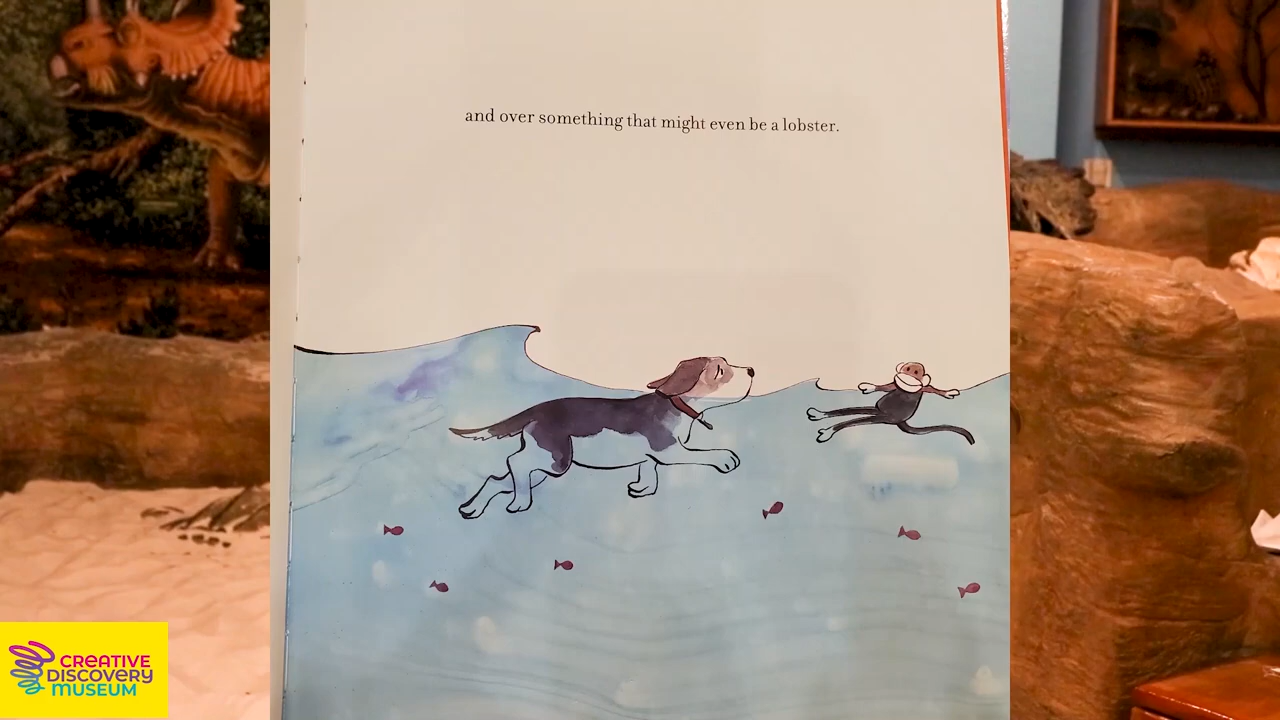 and over something that might even be a lobster.
CREATIVE
DISCOVERY
MUSEUM